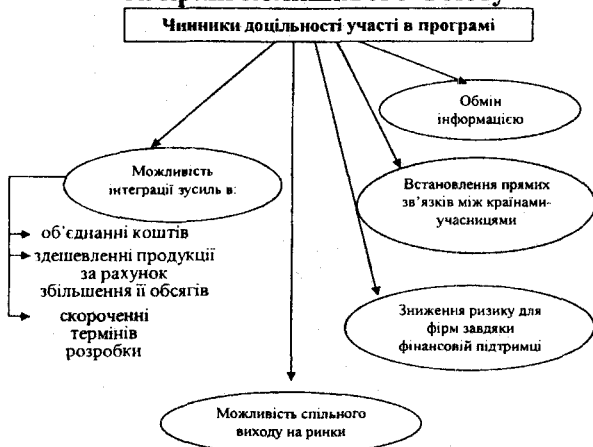 Чинники доцільності участі в програмі
Обмін
інформацією
Можливість
інтеграції зусиль в:
Встановлення прямих
зв’язків між країнами-
учасницями
об’єднанні коштів
здешевленні продукції
за рахунок
збільшення її обсягів
скороченні
термінів
розробки
Зниження ризику для
фірм завдяки
фінансовій підтримці
Можливість спільного
виходу на ринки